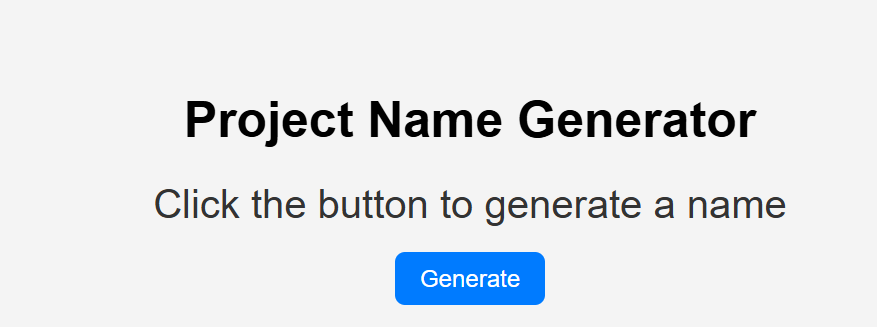 Project Name Generator
Click the button to generate a name
Generate